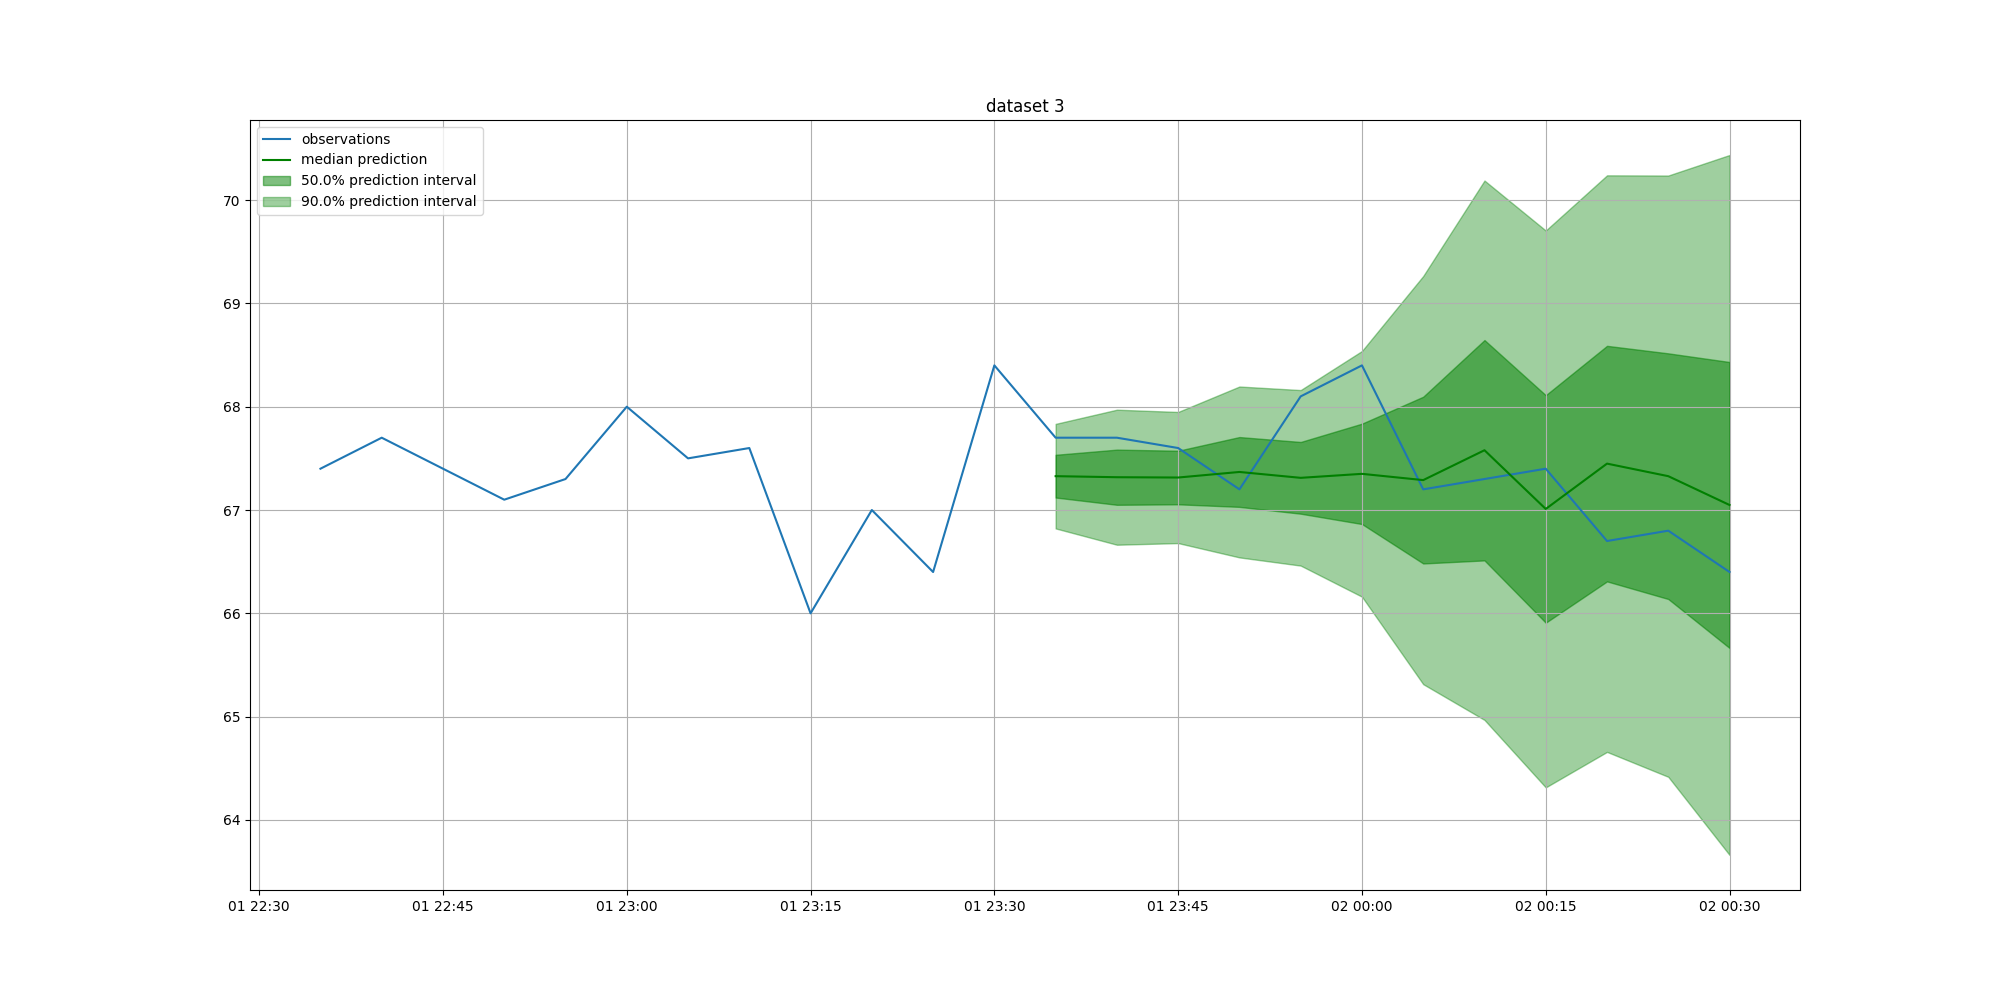 dataset 3
observations
median prediction
50.0% prediction interval
90.0% prediction interval
70
69
68
67
66
65
64
01 22:30 01 22:45 01 23:00 01 23:15 01 23:30 01 23:45 02 00:00 02 00:15 02 00:30